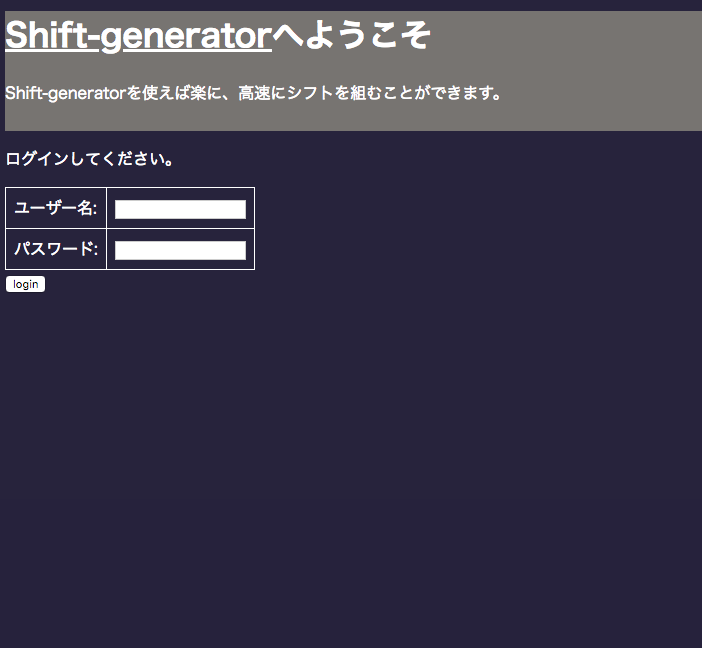 Shift-generatorへようこそ
Shift-generatorを使えば楽に、高速にシフトを組むことができます。
ログインしてください。
ユーザー名:
パスワード:
login